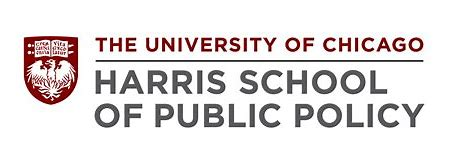 THE UNIVERSITY OF CHICAGO
HARRIS SCHOOL
OF PUBLIC POLICY